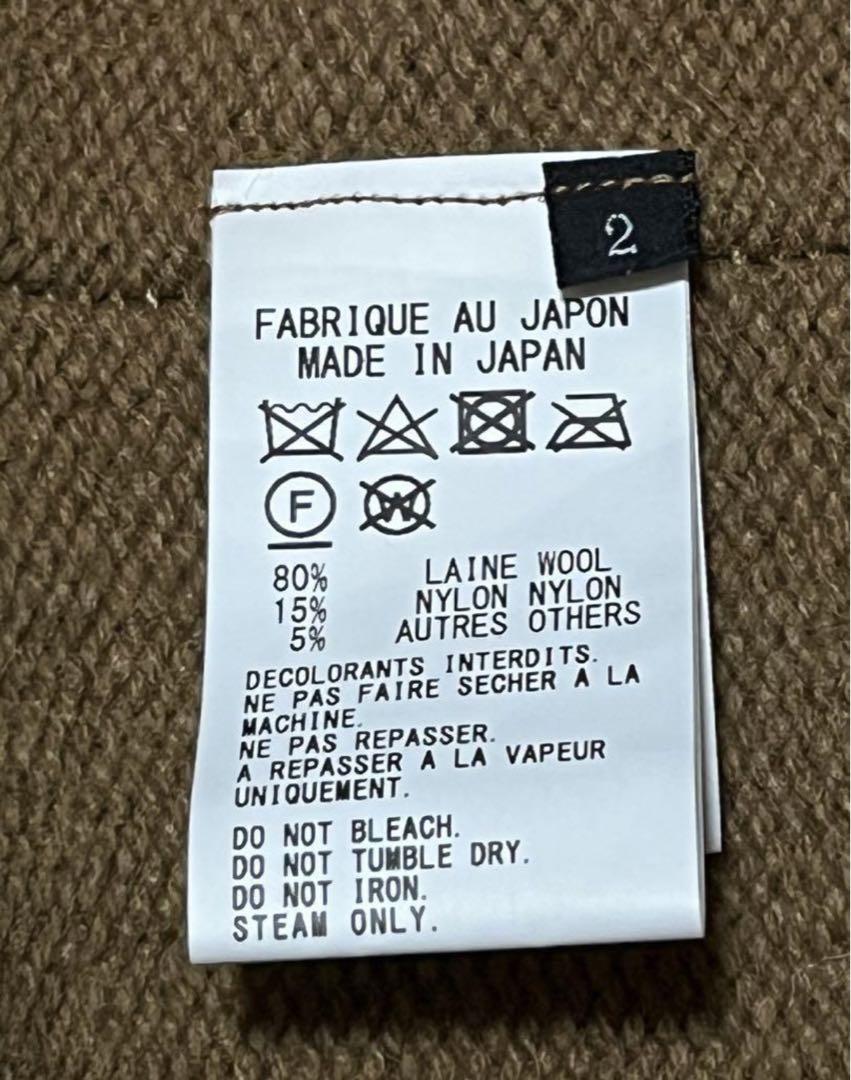 2
FABRIQUE AU JAPON
MADE IN JAPAN
F
W
80% LAINE WOOL
15% NYLON NYLON
5% AUTRES OTHERS
DECOLORANTS INTERDITS.
NE PAS FAIRE SECHER A LA
MACHINE.
NE PAS REPASSER.
A REPASSER A LA VAPEUR
UNIQUEMENT.
DO NOT BLEACH.
DO NOT TUMBLE DRY.
DO NOT IRON.
STEAM ONLY.